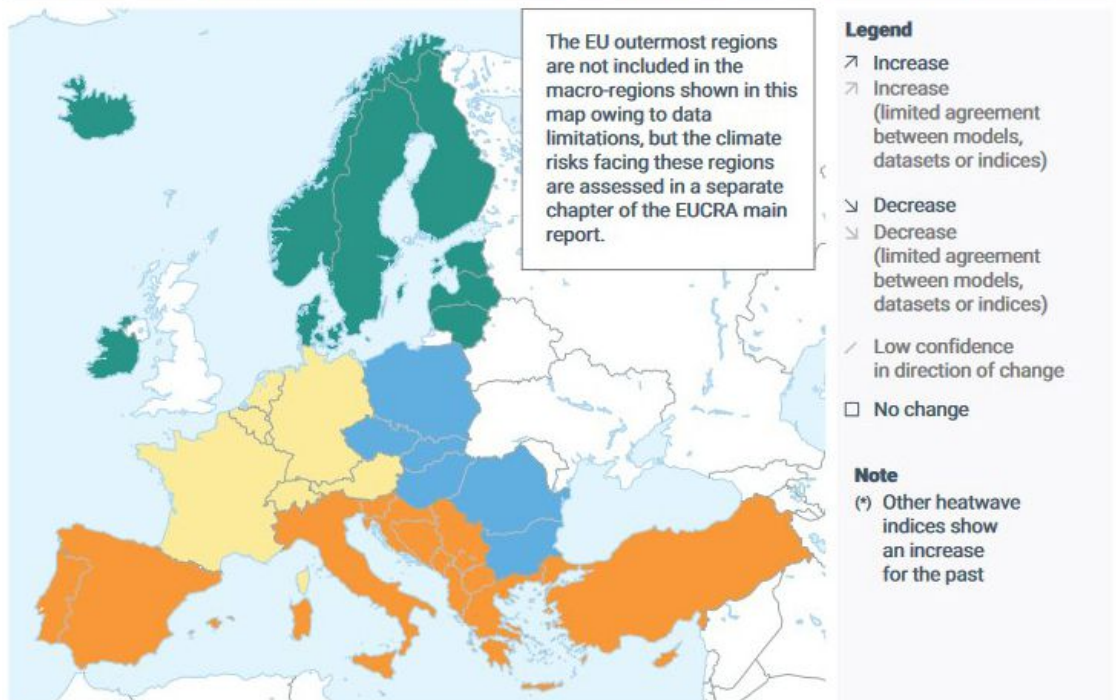 The EU outermost regions
are not included in the
macro-regions shown in this
map owing to data
limitations, but the climate
risks facing these regions
are assessed in a separate
chapter of the EUCRA main
report.
Legend
Increase
Increase
(limited agreement
between models,
datasets or indices)
Decrease
Decrease
(limited agreement
between models,
datasets or indices)
Low confidence
in direction of change
No change
Note
(*) Other heatwave
indices show
an increase
for the past